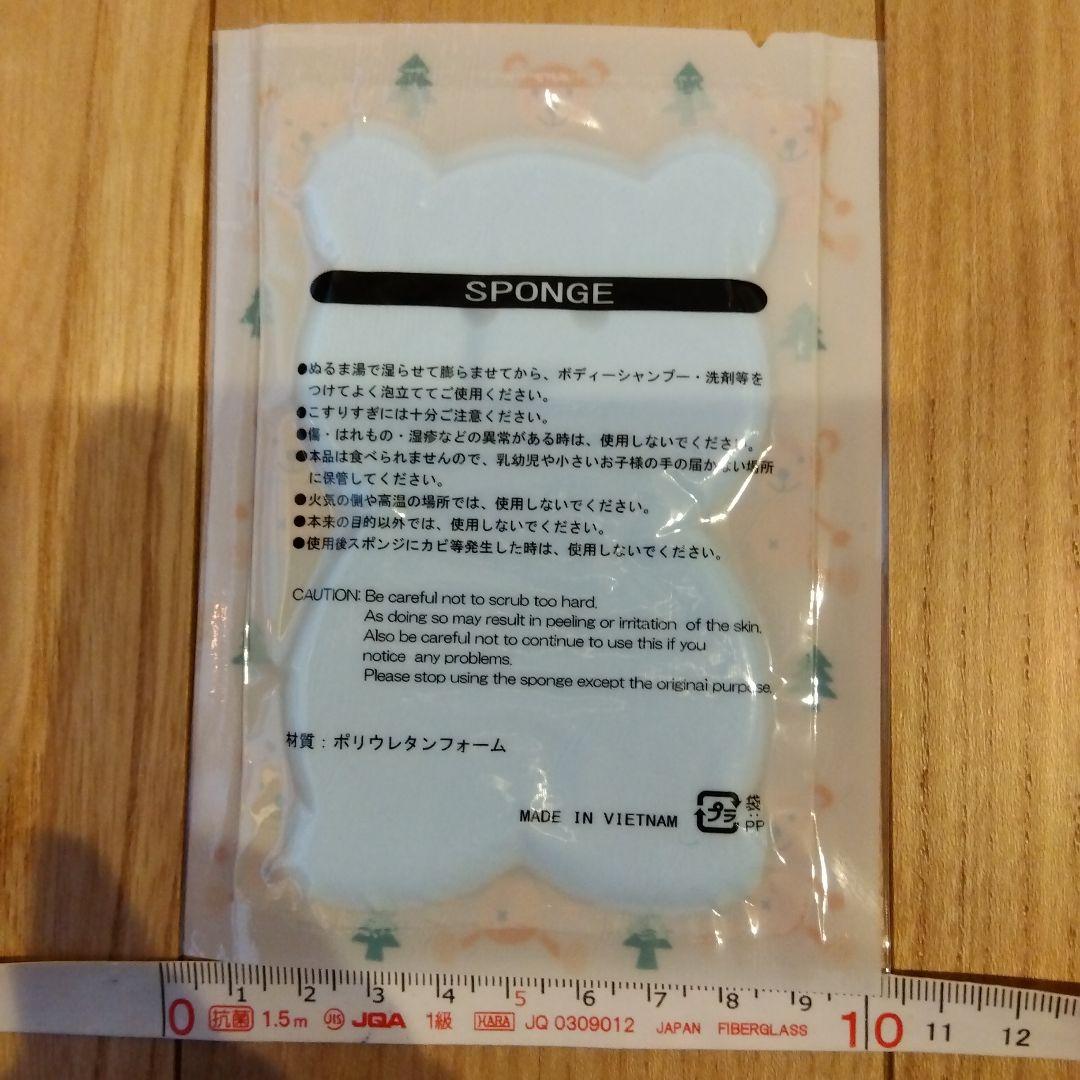 SPONGE
●ぬるま湯で湿らせて膨らませてから、ボディーシャンプー・洗剤等を
つけてよく泡立ててご使用ください。
●こすりすぎには十分ご注意ください。
●傷・はれもの・湿疹などの異常がある時は、使用しないでください。
●本品は食べられませんので、乳幼児や小さいお子様の手の届かない場所
に保管してください。
●火気の側や高温の場所では、使用しないでください。
●本来の目的以外では、使用しないでください。
●使用後スポンジにカビ等発生した時は、使用しないでください。
CAUTION: Be careful not to scrub too hard.
As doing so may result in peeling or irritation of the skin.
Also be careful not to continue to use this if you
notice any problems.
Please stop using the sponge except the original purpose.
材質：ポリウレタンフォーム
MADE IN VIETNAM
プラ
袋:
PP
1 2 3 4 5 6 7 8 9
0 抗菌 1.5m JIS JQA 1級 HARA JQ 0309012 JAPAN FIBERGLASS 10 11 12